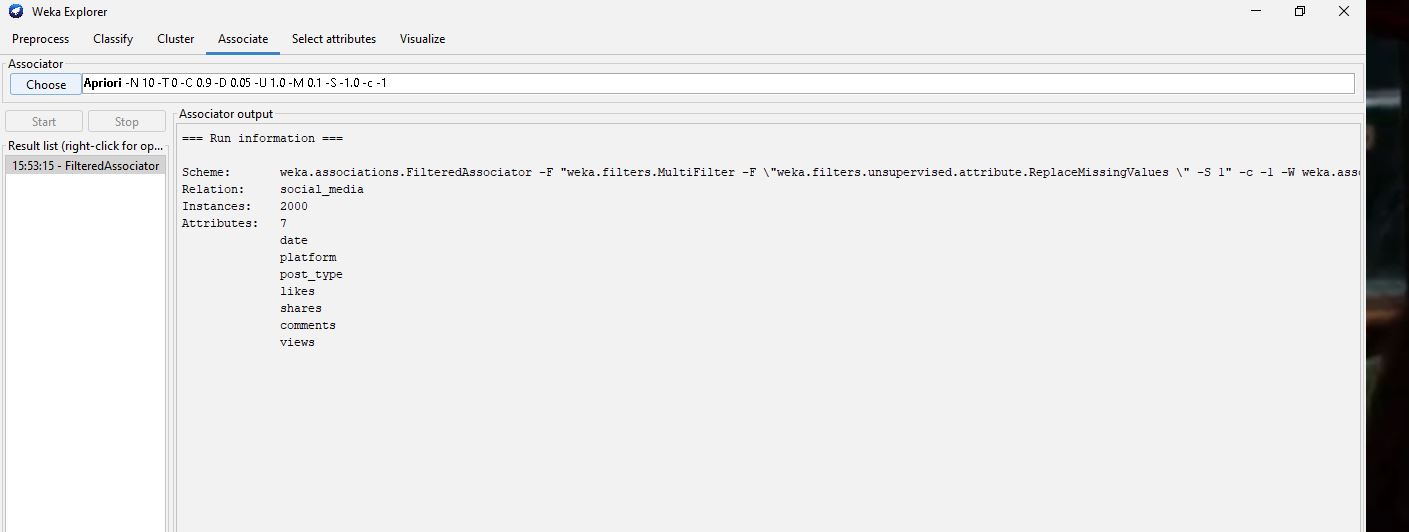 Weka Explorer
Preprocess Classify Cluster Associate Select attributes Visualize
Associator
Choose Apriori -N 10 -T 0 -C 0.9 -D 0.05 -U 1.0 -M 0.1 -S -1.0 -c -1
Start Stop
Result list (right-click for op...
15:53:15 - FilteredAssociator
Associator output
=== Run information ===
Scheme: weka.associations.FilteredAssociator -F "weka.filters.MultiFilter -F \"weka.filters.unsupervised.attribute.ReplaceMissingValues \" -S 1" -c -1 -W weka.ass
Relation: social_media
Instances: 2000
Attributes: 7
date
platform
post_type
likes
shares
comments
views